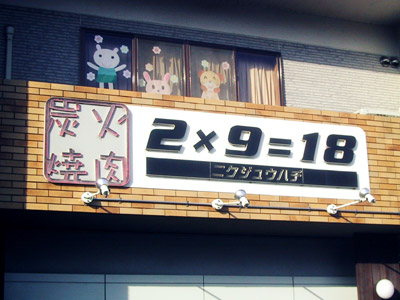 炭火
焼肉
2×9=18
ニクジュウハチ